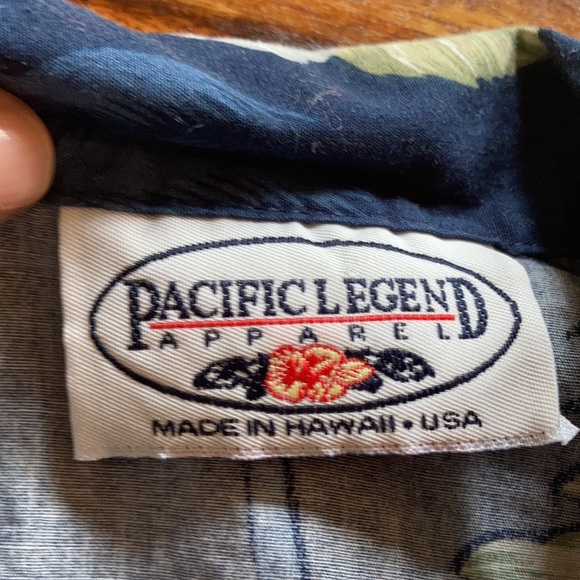 PACIFIC LEGEND
APPAREL
MADE IN HAWAII • USA